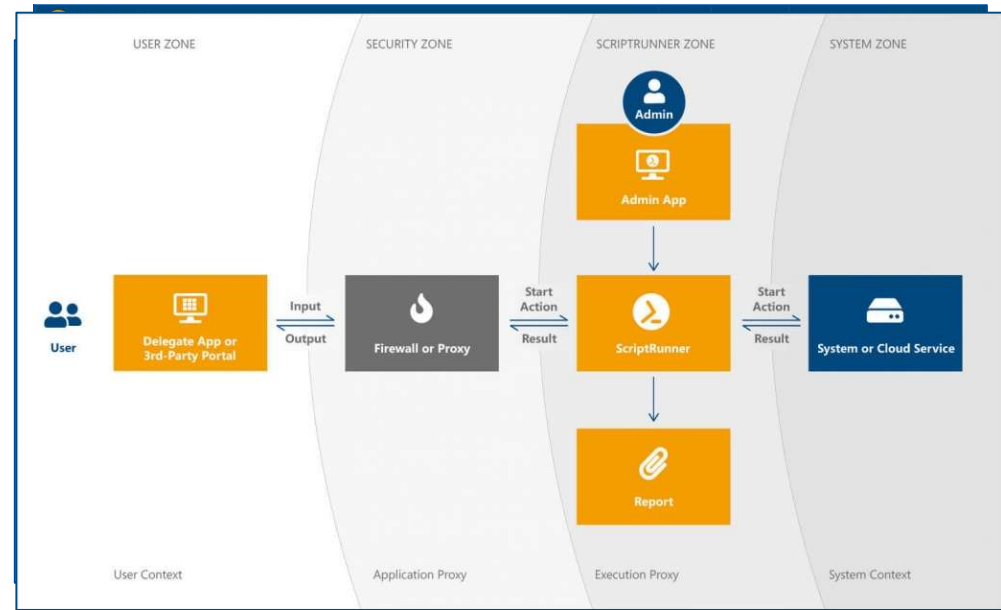 USER ZONE
SECURITY ZONE
SCRIPTRUNNER ZONE
SYSTEM ZONE
Admin
Admin App
User
Delegate App or
3rd-Party Portal
Input
Output
Firewall or Proxy
Start
Action
Result
ScriptRunner
Start
Action
Result
System or Cloud Service
Report
User Context
Application Proxy
Execution Proxy
System Context